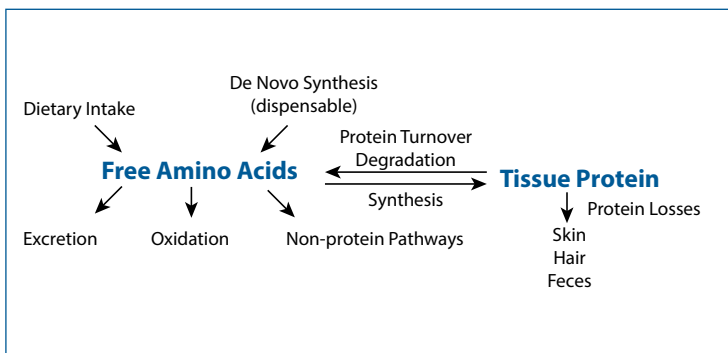 De Novo Synthesis
(dispensable)
Dietary Intake
Protein Turnover
Degradation
Free Amino Acids
Tissue Protein
Synthesis
Protein Losses
Excretion
Oxidation
Non-protein Pathways
Skin
Hair
Feces